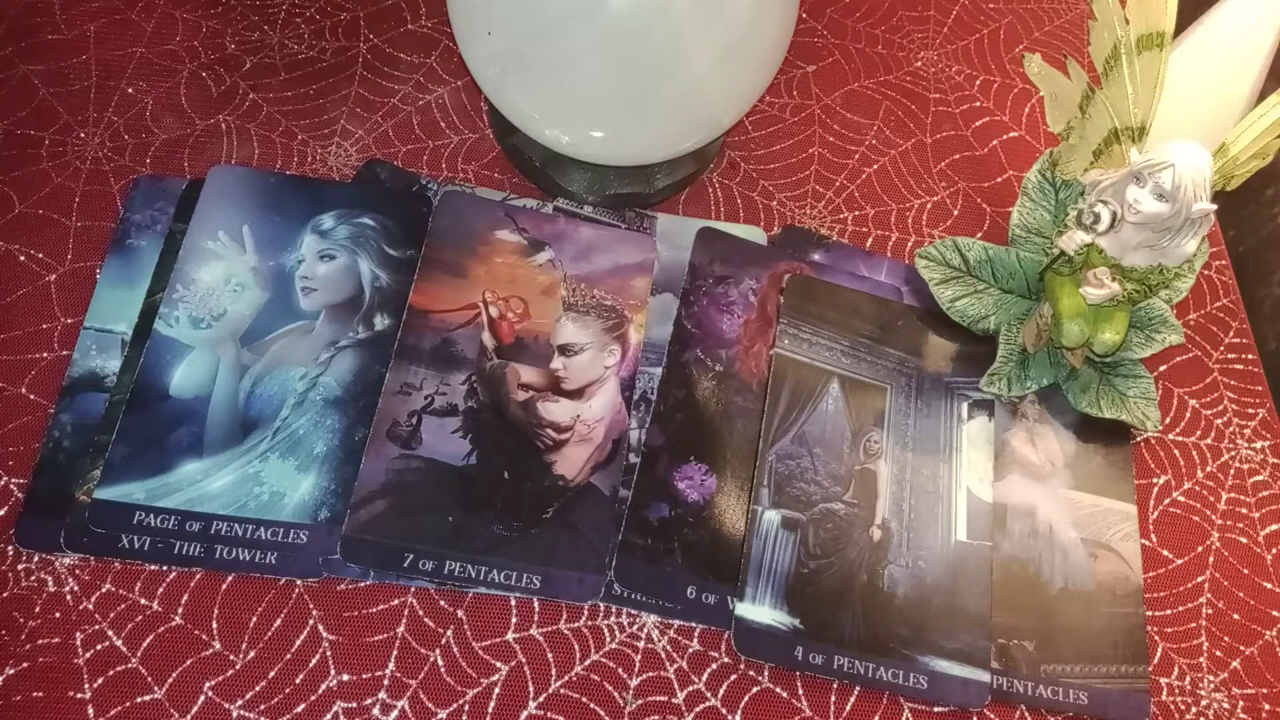 PAGE OF PENTACLES
XVI - THE TOWER
7 OF PENTACLES
6 OF
4 OF PENTACLES
PENTACLES